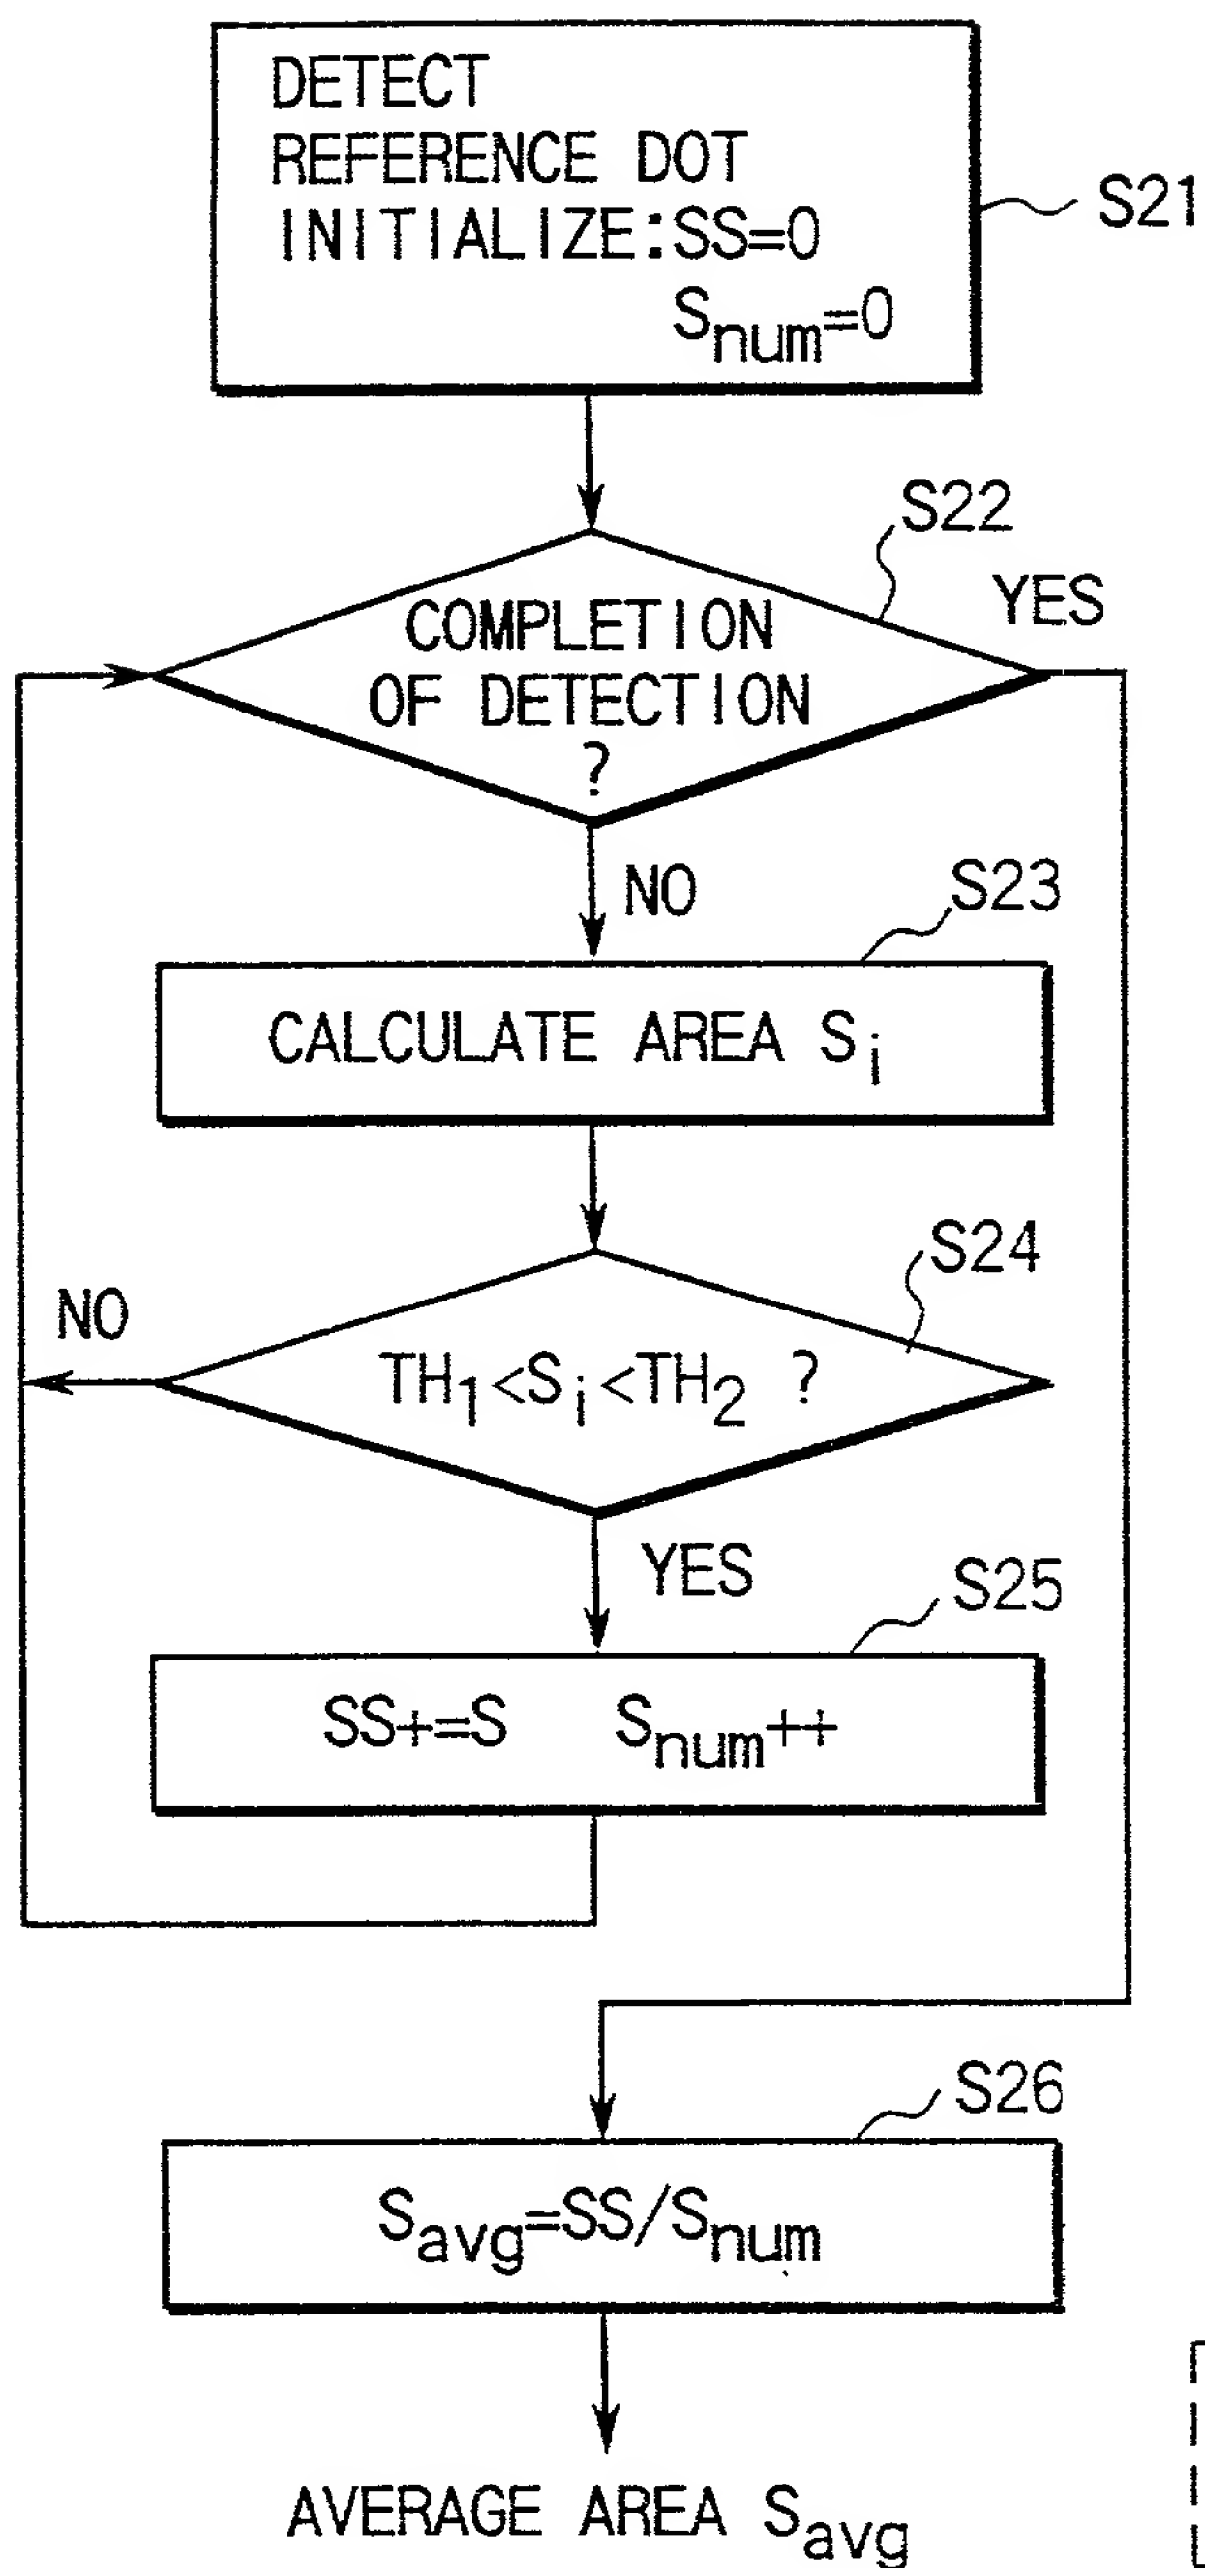 DETECT
REFERENCE DOT
INITIALIZE:SS=0
S21
Snum=0
S22
YES
COMPLETION
OF DETECTION
?
NO
S23
CALCULATE AREA Si
S24
NO
TH1<Si<TH2 ?
YES
S25
SS+=S Snum++
S26
Savg=SS/Snum
AVERAGE AREA Savg